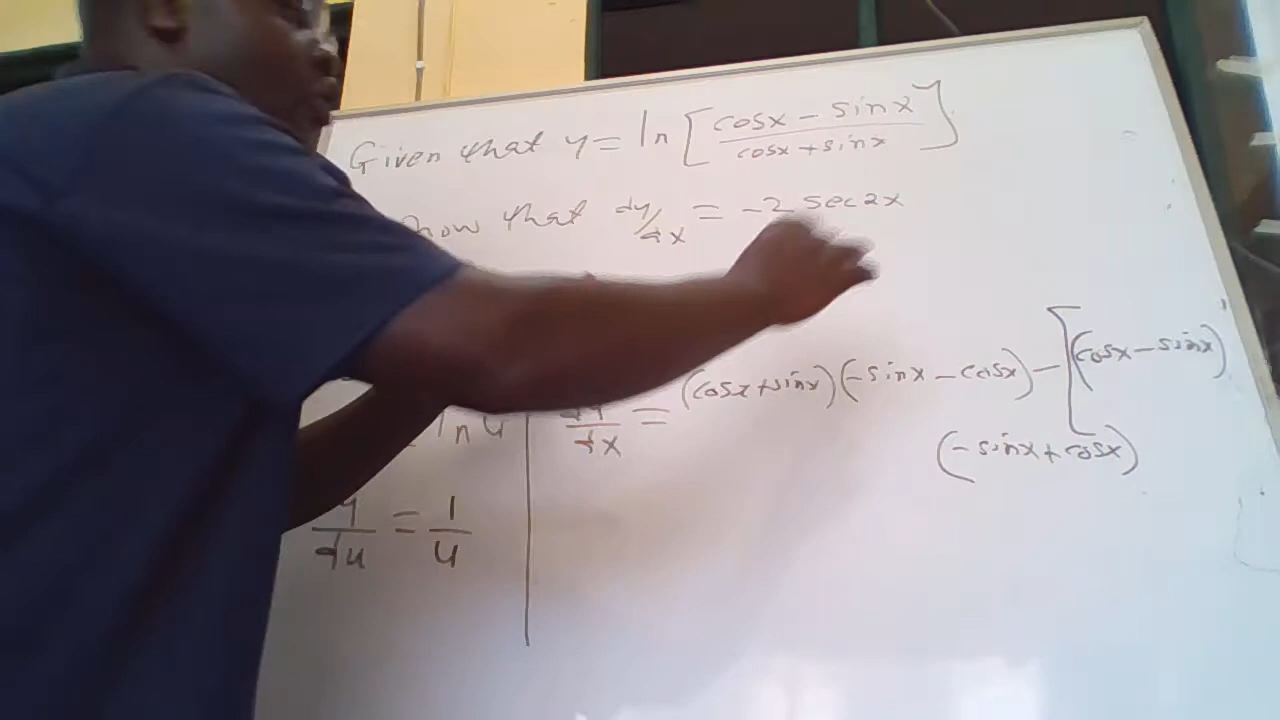 Given that y = ln [ (cosx - sinx) / (cosx + sinx) ]
how that dy/dx = -2 sec2x
ln u
dy/dx = (cosx + sinx)(-sinx - cosx) - [(cosx - sinx)
(-sinx + cosx)
y/du = 1/u